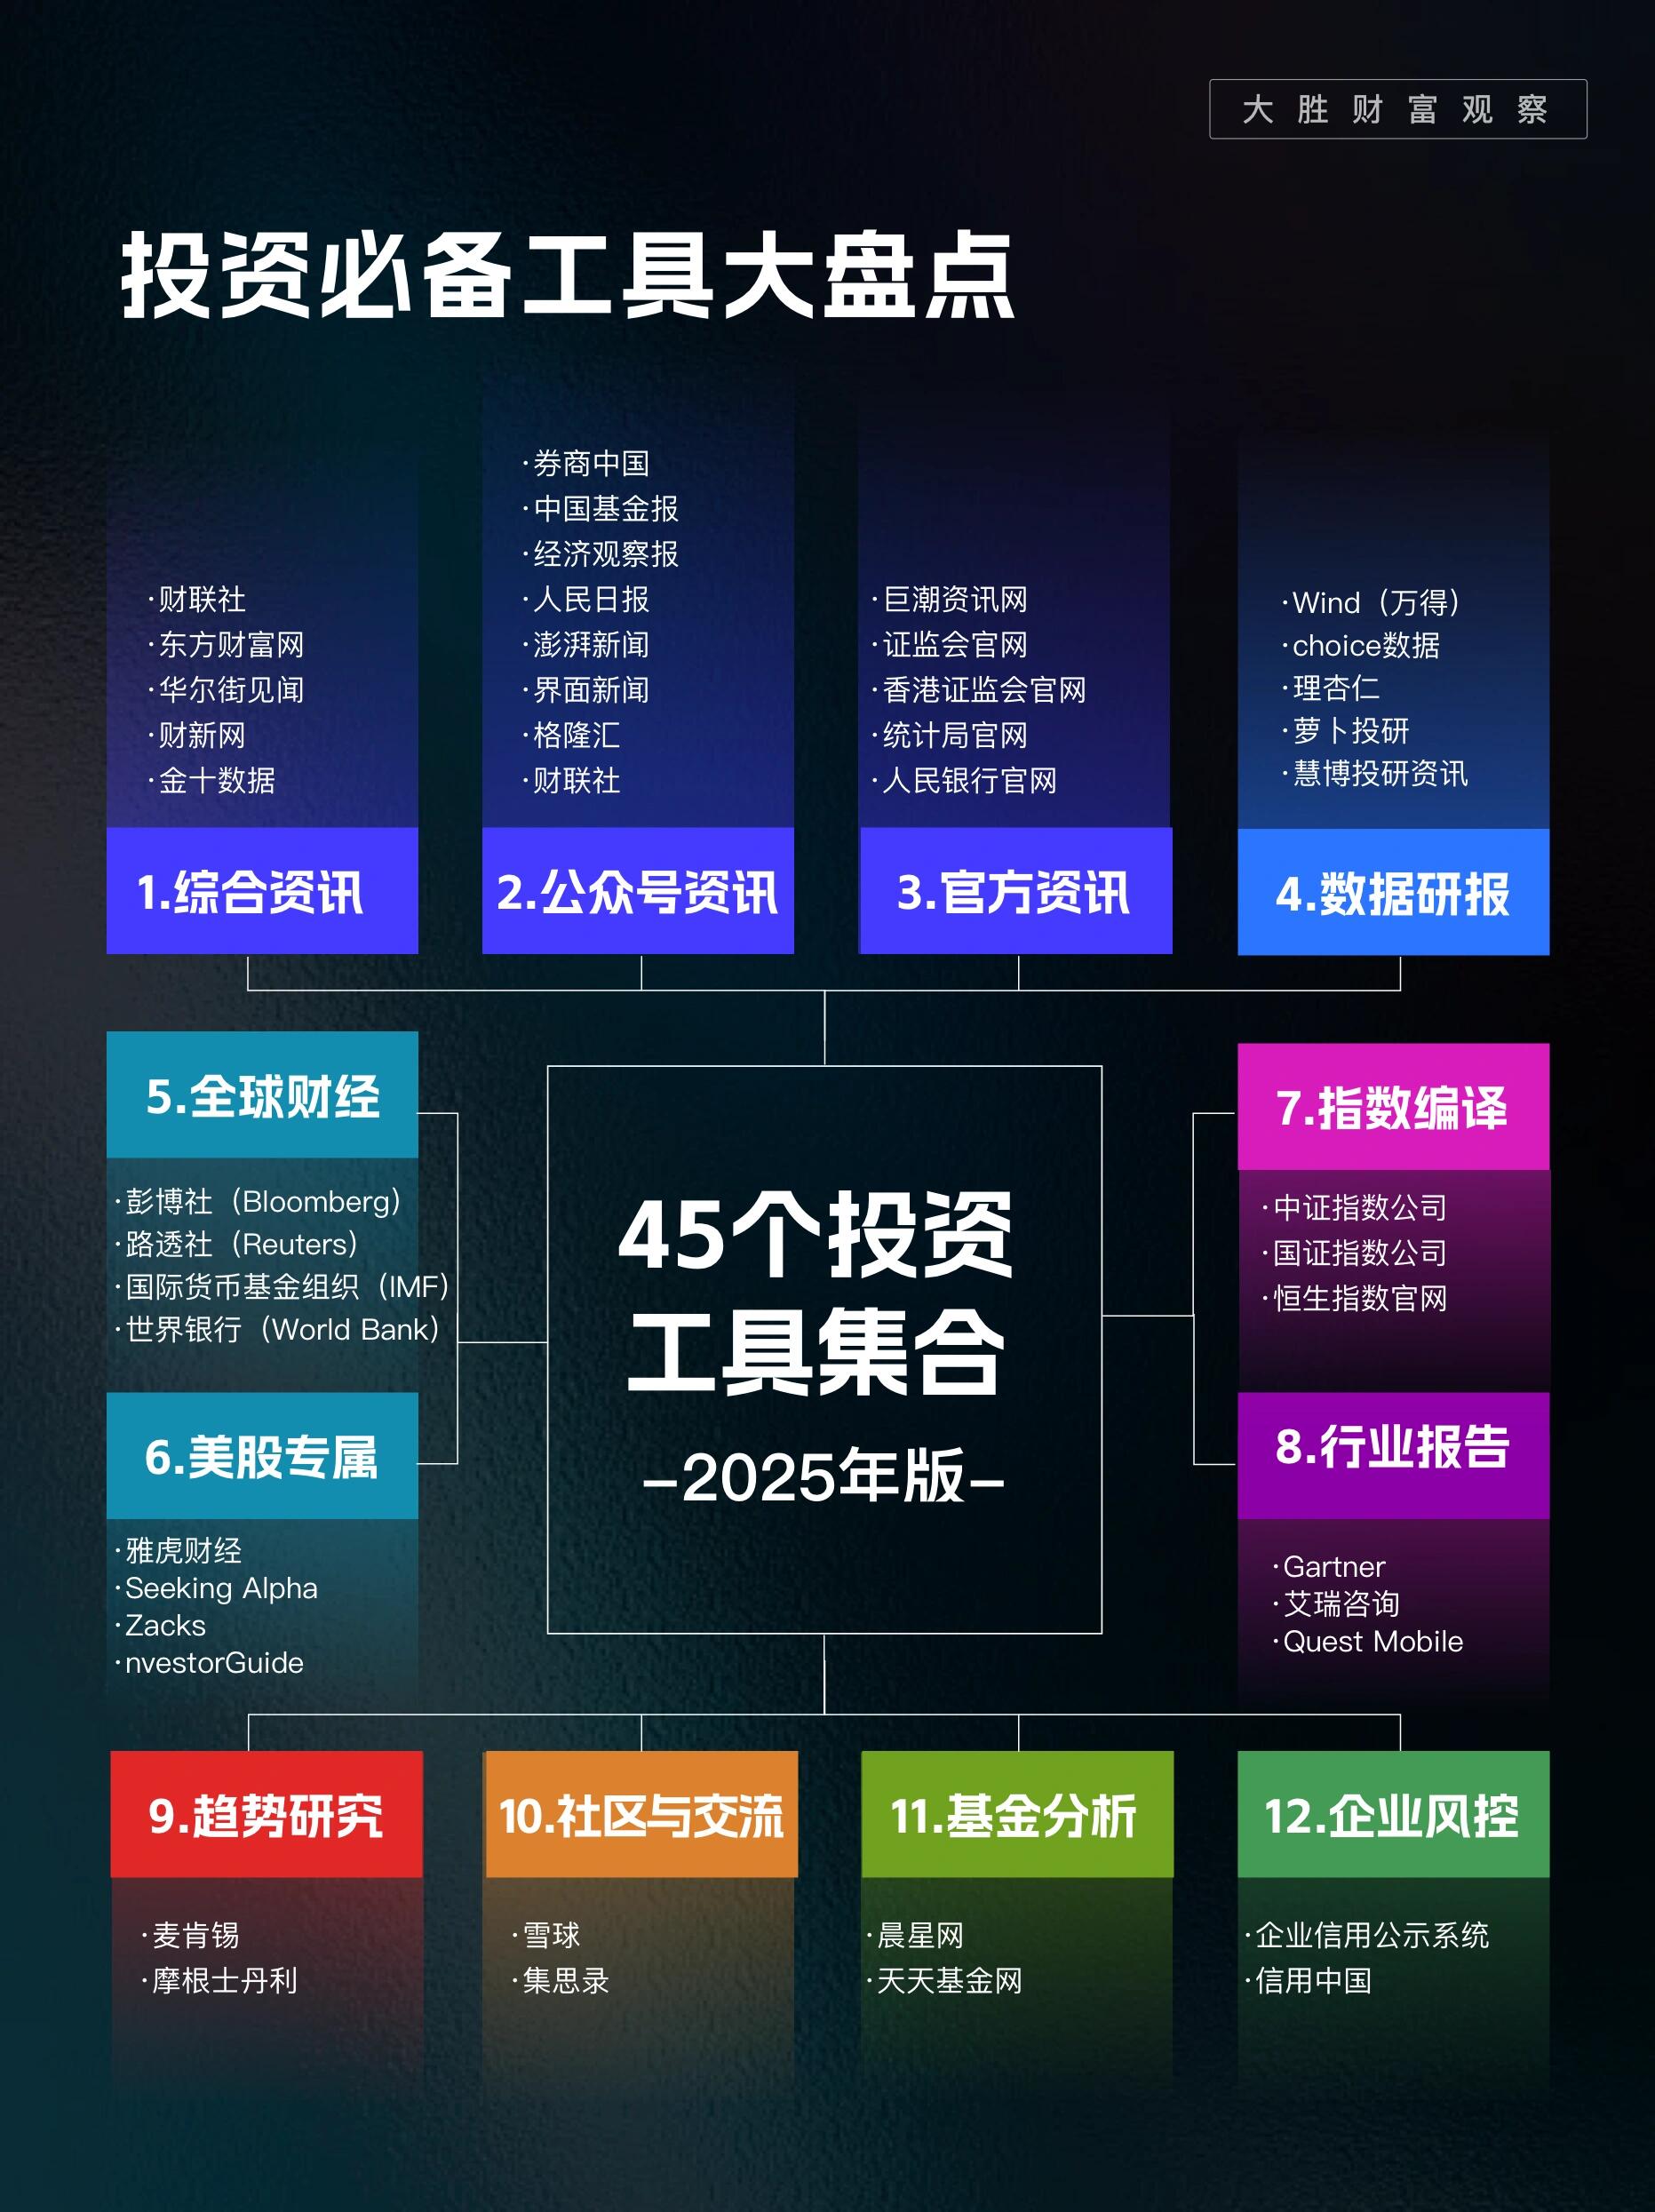 大胜财富观察
投资必备工具大盘点
·财联社
·东方财富网
·华尔街见闻
·财新网
·金十数据
1.综合资讯
·券商中国
·中国基金报
·经济观察报
·人民日报
·澎湃新闻
·界面新闻
·格隆汇
·财联社
2.公众号资讯
·巨潮资讯网
·证监会官网
·香港证监会官网
·统计局官网
·人民银行官网
3.官方资讯
·Wind（万得）
·choice数据
·理杏仁
·萝卜投研
·慧博投研资讯
4.数据研报
5.全球财经
·彭博社（Bloomberg）
·路透社（Reuters）
·国际货币基金组织（IMF）
·世界银行（World Bank）
6.美股专属
·雅虎财经
·Seeking Alpha
·Zacks
·nvestorGuide
45个投资
工具集合
–2025年版–
7.指数编译
·中证指数公司
·国证指数公司
·恒生指数官网
8.行业报告
·Gartner
·艾瑞咨询
·Quest Mobile
9.趋势研究
·麦肯锡
·摩根士丹利
10.社区与交流
·雪球
·集思录
11.基金分析
·晨星网
·天天基金网
12.企业风控
·企业信用公示系统
·信用中国